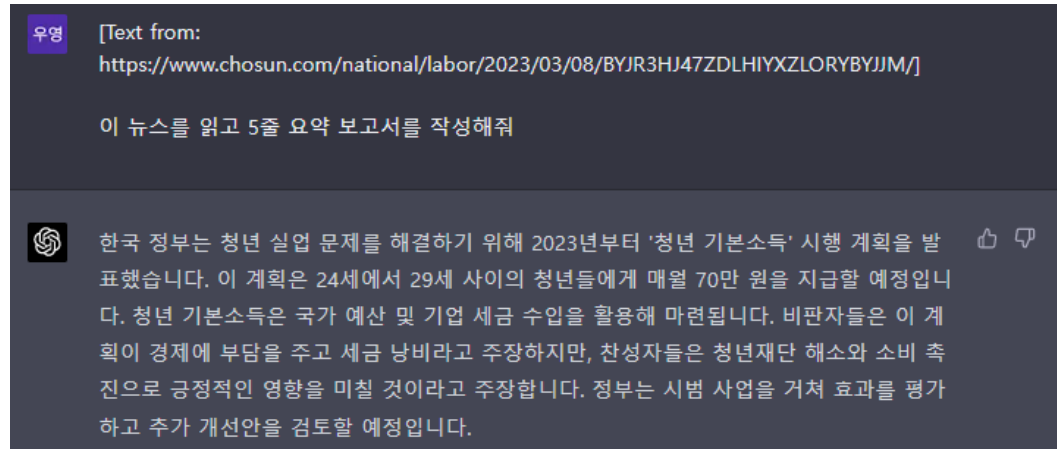 우영
[Text from:
https://www.chosun.com/national/labor/2023/03/08/BYJR3HJ47ZDLHIYXZLORYBYJJM/]
이 뉴스를 읽고 5줄 요약 보고서를 작성해줘
한국 정부는 청년 실업 문제를 해결하기 위해 2023년부터 '청년 기본소득' 시행 계획을 발
표했습니다. 이 계획은 24세에서 29세 사이의 청년들에게 매월 70만 원을 지급할 예정입니
다. 청년 기본소득은 국가 예산 및 기업 세금 수입을 활용해 마련됩니다. 비판자들은 이 계
획이 경제에 부담을 주고 세금 낭비라고 주장하지만, 찬성자들은 청년재단 해소와 소비 촉
진으로 긍정적인 영향을 미칠 것이라고 주장합니다. 정부는 시범 사업을 거쳐 효과를 평가
하고 추가 개선안을 검토할 예정입니다.